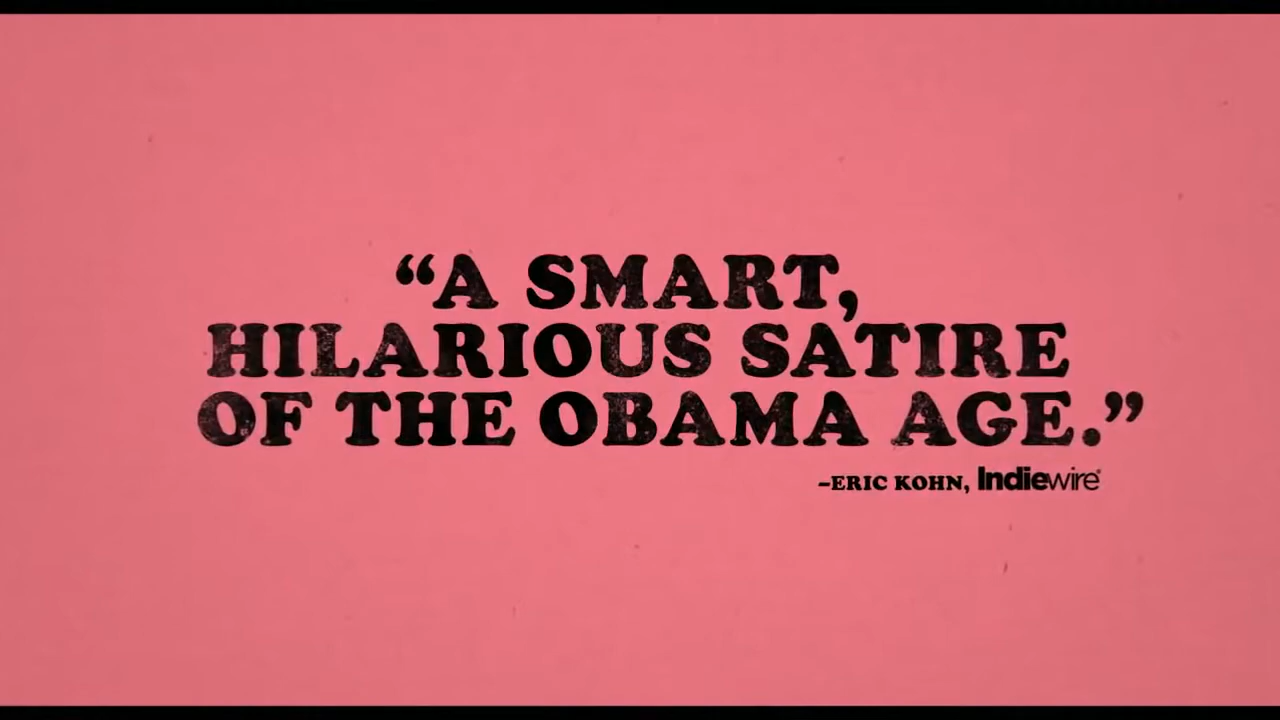 “A SMART,
HILARIOUS SATIRE
OF THE OBAMA AGE.”
–ERIC KOHN, Indiewire